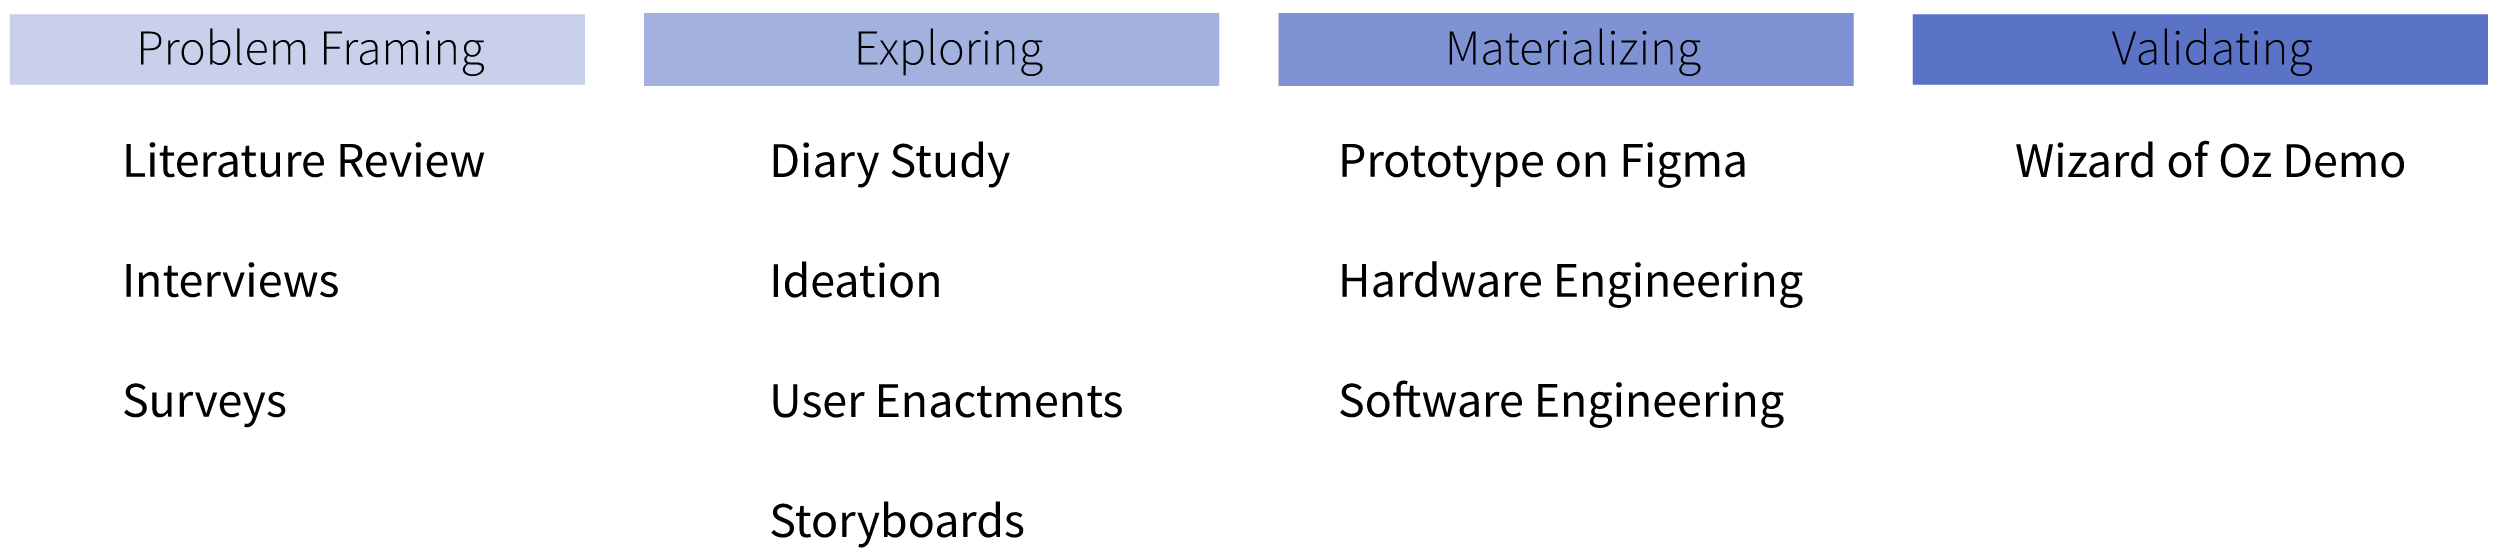 Problem Framing
Literature Review
Interviews
Surveys
Exploring
Diary Study
Ideation
User Enactments
Storyboards
Materializing
Prototype on Figma
Hardware Engineering
Software Engineering
Validating
Wizard of Oz Demo